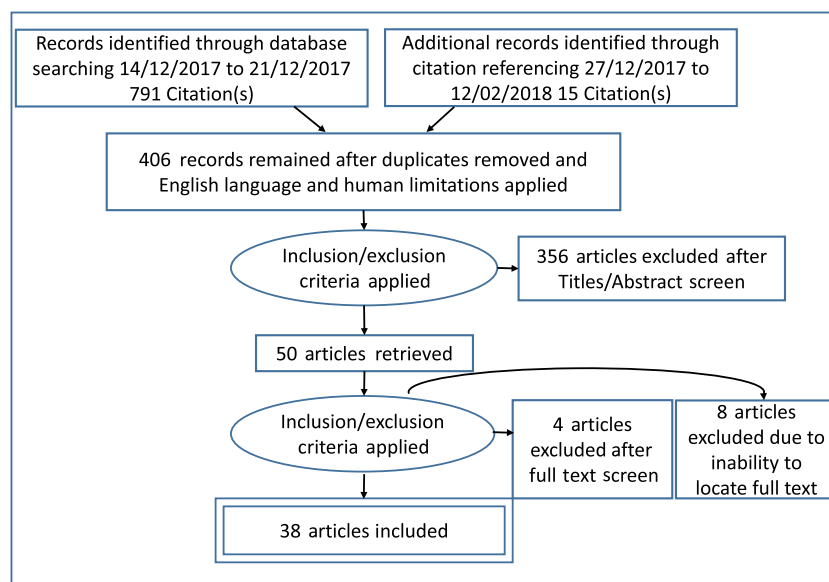 Records identified through database
searching 14/12/2017 to 21/12/2017
791 Citation(s)
Additional records identified through
citation referencing 27/12/2017 to
12/02/2018 15 Citation(s)
406 records remained after duplicates removed and
English language and human limitations applied
Inclusion/exclusion
criteria applied
356 articles excluded after
Titles/Abstract screen
50 articles retrieved
Inclusion/exclusion
criteria applied
4 articles
excluded after
full text screen
8 articles
excluded due to
inability to
locate full text
38 articles included